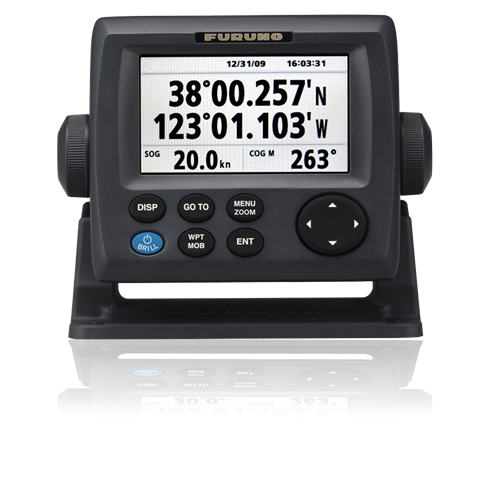 FURUNO
12/31/09 16:03:31
38°00.257'N
123°01.103'W
SOG 20.0kn COG M 263°
DISP GO TO MENU ZOOM
BRILL WPT MOB ENT
FURUNO